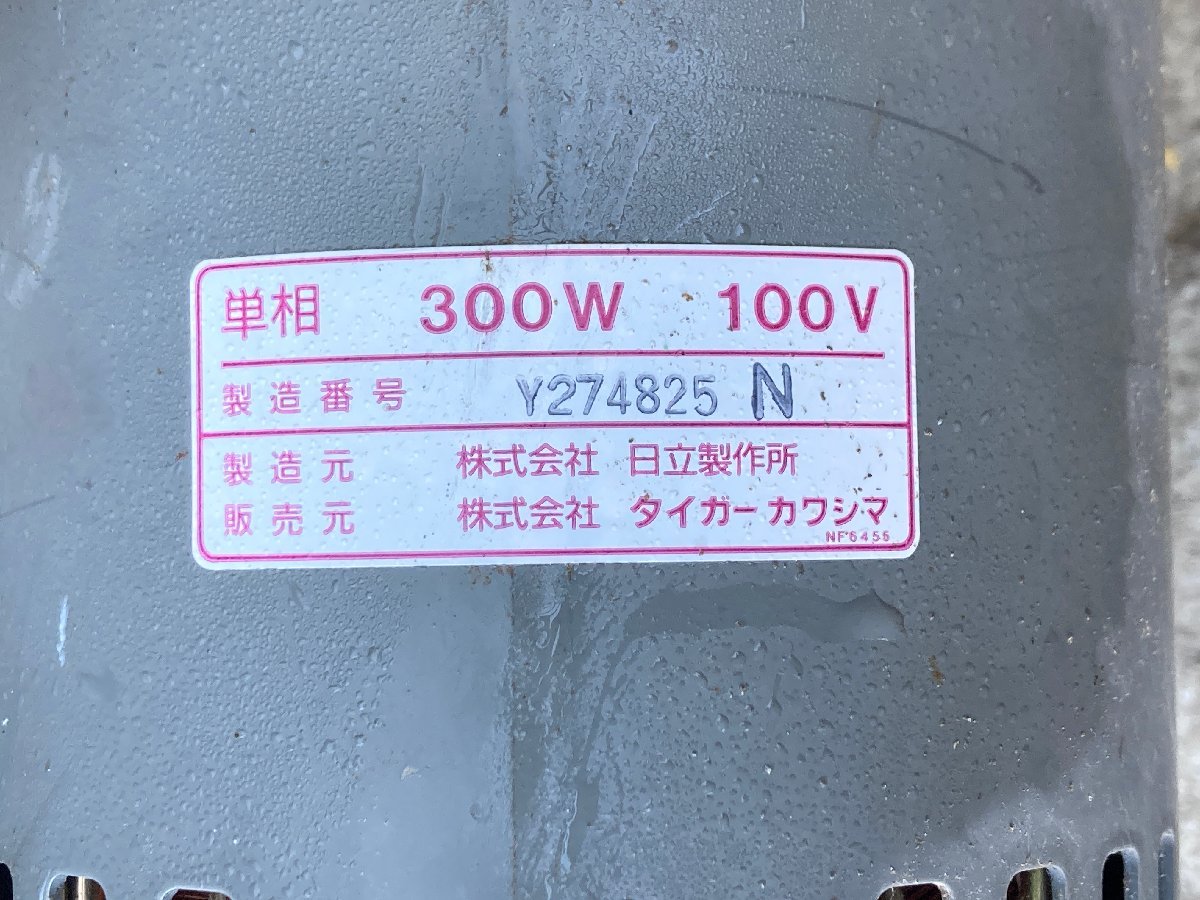 単相 300W 100V
製造番号 Y274825 N
製造元 株式会社 日立製作所
販売元 株式会社 タイガーカワシマ
NF6455